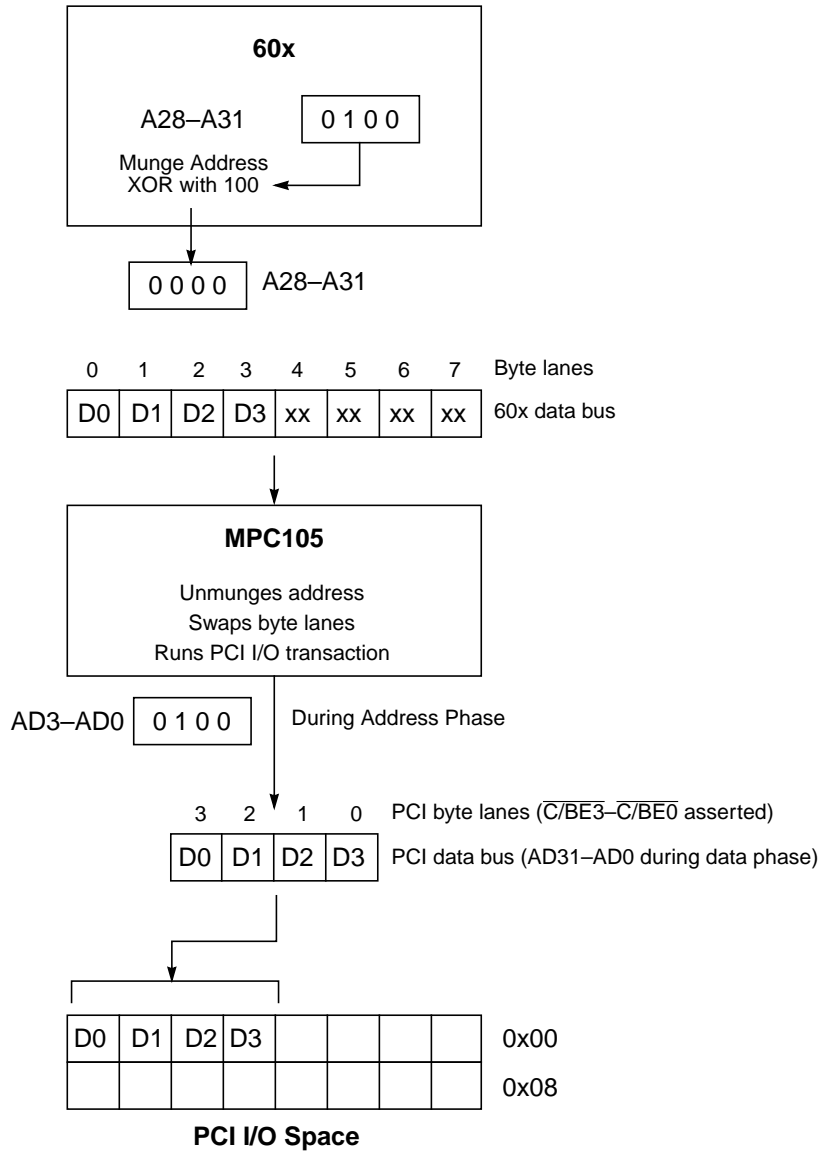 60x
A28–A31 0 1 0 0
Munge Address
XOR with 100
0 0 0 0 A28–A31
0 1 2 3 4 5 6 7 Byte lanes
D0 D1 D2 D3 xx xx xx xx 60x data bus
MPC105
Unmunges address
Swaps byte lanes
Runs PCI I/O transaction
AD3–AD0 0 1 0 0 During Address Phase
3 2 1 0 PCI byte lanes (C/BE3–C/BE0 asserted)
D0 D1 D2 D3 PCI data bus (AD31–AD0 during data phase)
D0 D1 D2 D3 0x00
0x08
PCI I/O Space